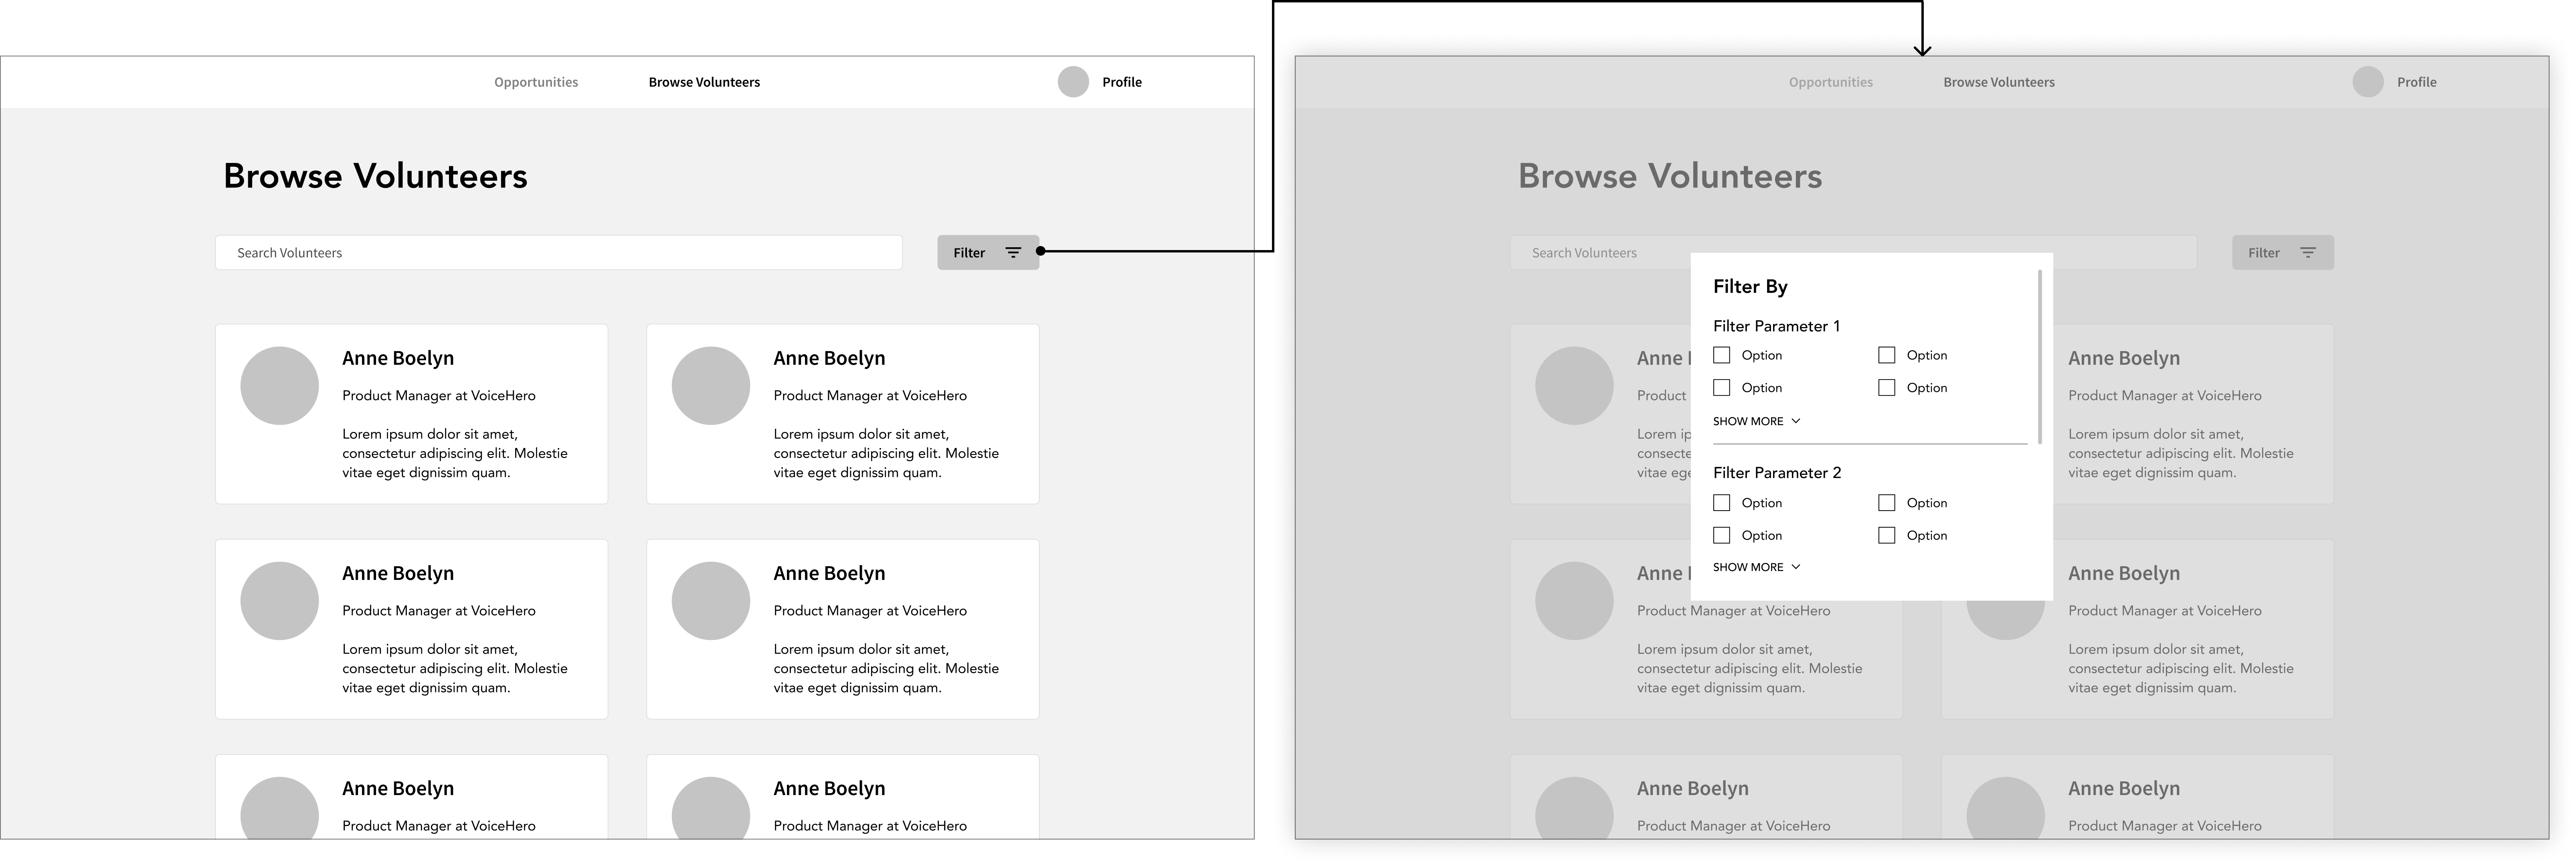 Opportunities
Browse Volunteers
Profile
Browse Volunteers
Search Volunteers
Filter
Anne Boelyn
Product Manager at VoiceHero
Lorem ipsum dolor sit amet,
consectetur adipiscing elit. Molestie
vitae eget dignissim quam.
Anne Boelyn
Product Manager at VoiceHero
Lorem ipsum dolor sit amet,
consectetur adipiscing elit. Molestie
vitae eget dignissim quam.
Anne Boelyn
Product Manager at VoiceHero
Lorem ipsum dolor sit amet,
consectetur adipiscing elit. Molestie
vitae eget dignissim quam.
Anne Boelyn
Product Manager at VoiceHero
Lorem ipsum dolor sit amet,
consectetur adipiscing elit. Molestie
vitae eget dignissim quam.
Anne Boelyn
Product Manager at VoiceHero
Anne Boelyn
Product Manager at VoiceHero
Opportunities
Browse Volunteers
Profile
Browse Volunteers
Search Volunteers
Filter
Filter By
Filter Parameter 1
Option
Option
Option
Option
SHOW MORE
Filter Parameter 2
Option
Option
Option
Option
SHOW MORE
Anne
Product
Lorem
vitae
Anne Boelyn
Product Manager at VoiceHero
Lorem ipsum dolor sit amet,
consectetur adipiscing elit. Molestie
vitae eget dignissim quam.
Anne
Product Manager at VoiceHero
Lorem ipsum dolor sit amet,
consectetur adipiscing elit. Molestie
vitae eget dignissim quam.
Anne Boelyn
Product Manager at VoiceHero
Lorem ipsum dolor sit amet,
consectetur adipiscing elit. Molestie
vitae eget dignissim quam.
Anne Boelyn
Product Manager at VoiceHero
Anne Boelyn
Product Manager at VoiceHero